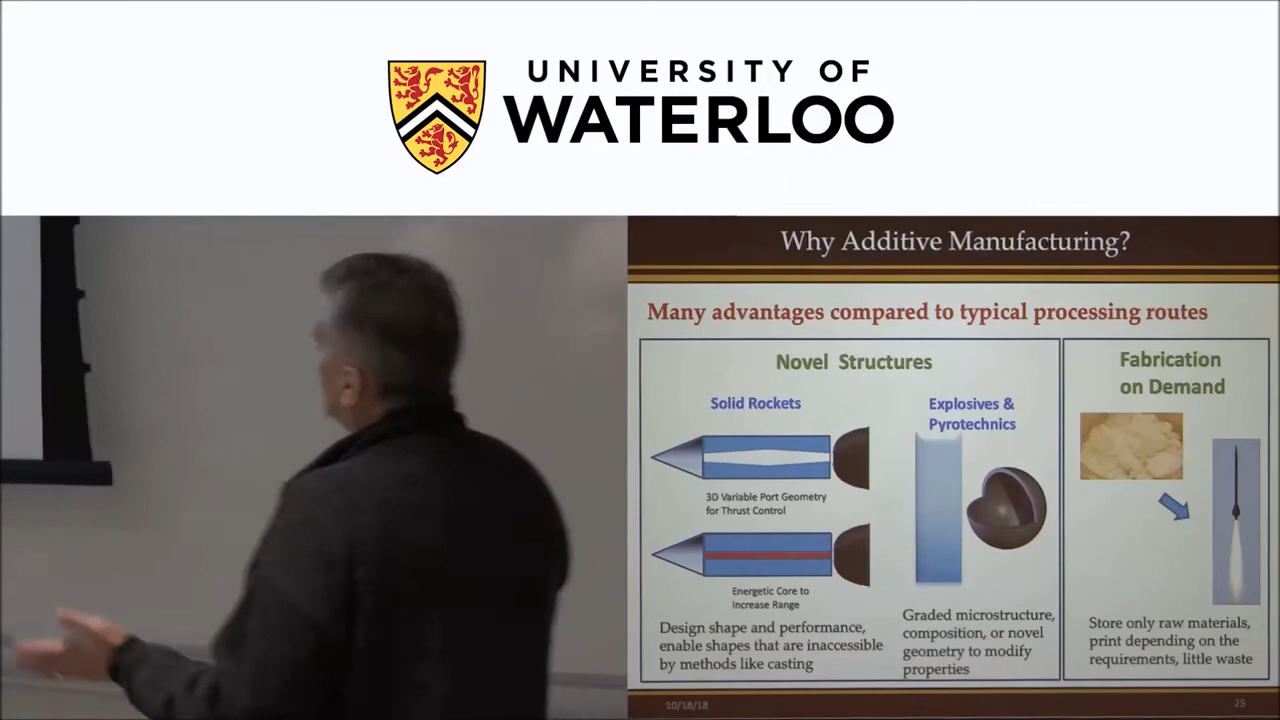 UNIVERSITY OF
WATERLOO
Why Additive Manufacturing?
Many advantages compared to typical processing routes
Novel Structures
Solid Rockets
3D Variable Port Geometry
for Thrust Control
Energetic Core to
Increase Range
Design shape and performance,
enable shapes that are inaccessible
by methods like casting
Explosives &
Pyrotechnics
Graded microstructure,
composition, or novel
geometry to modify
properties
Fabrication
on Demand
Store only raw materials,
print depending on the
requirements, little waste
10/18/18
25